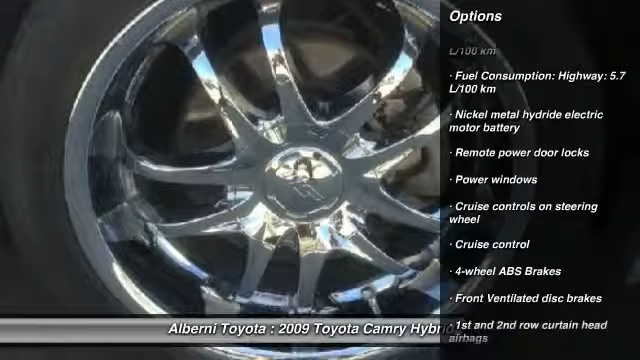 Options
L/100 km
· Fuel Consumption: Highway: 5.7
L/100 km
· Nickel metal hydride electric
motor battery
· Remote power door locks
· Power windows
· Cruise controls on steering
wheel
· Cruise control
· 4-wheel ABS Brakes
· Front Ventilated disc brakes
· 1st and 2nd row curtain head
airbags
Alberni Toyota : 2009 Toyota Camry Hybri